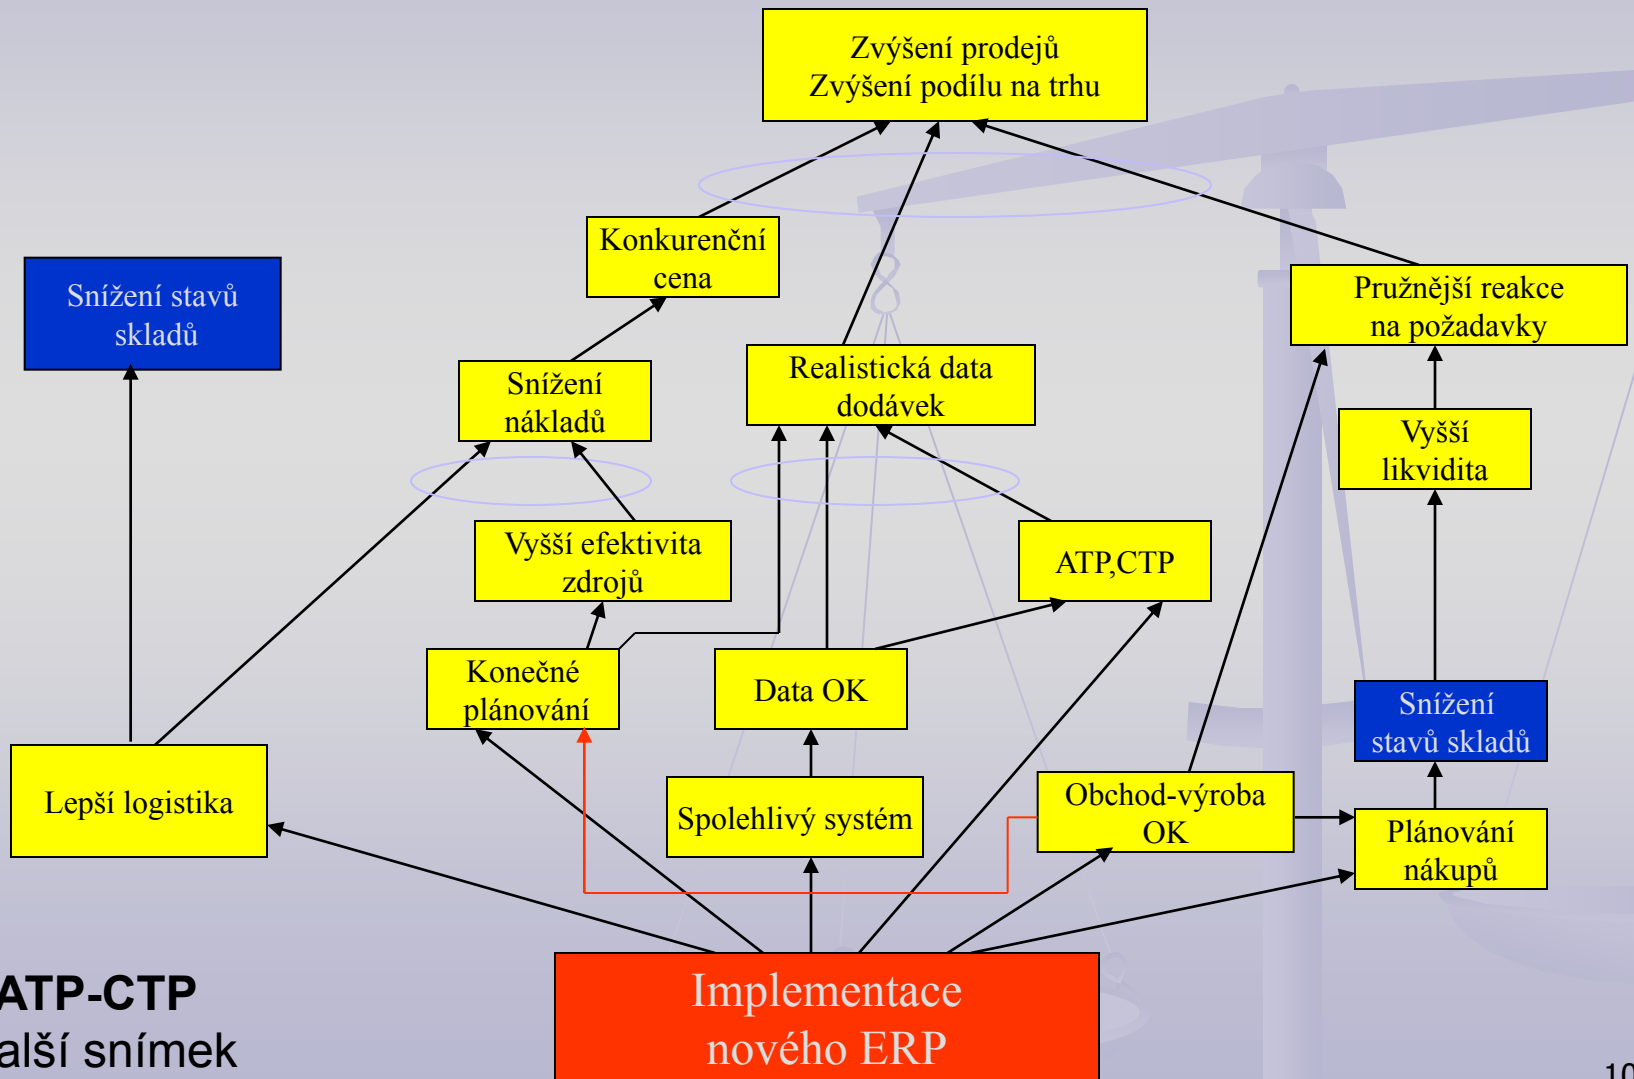 Zvýšení prodejů
Zvýšení podílu na trhu
Konkurenční
cena
Snížení stavů
skladů
Pružnější reakce
na požadavky
Snížení
nákladů
Realistická data
dodávek
Vyšší
likvidita
Vyšší efektivita
zdrojů
ATP,CTP
Konečné
plánování
Data OK
Snížení
stavů skladů
Lepší logistika
Spolehlivý systém
Obchod-výroba
OK
Plánování
nákupů
Implementace
nového ERP
ATP-CTP
alší snímek
10